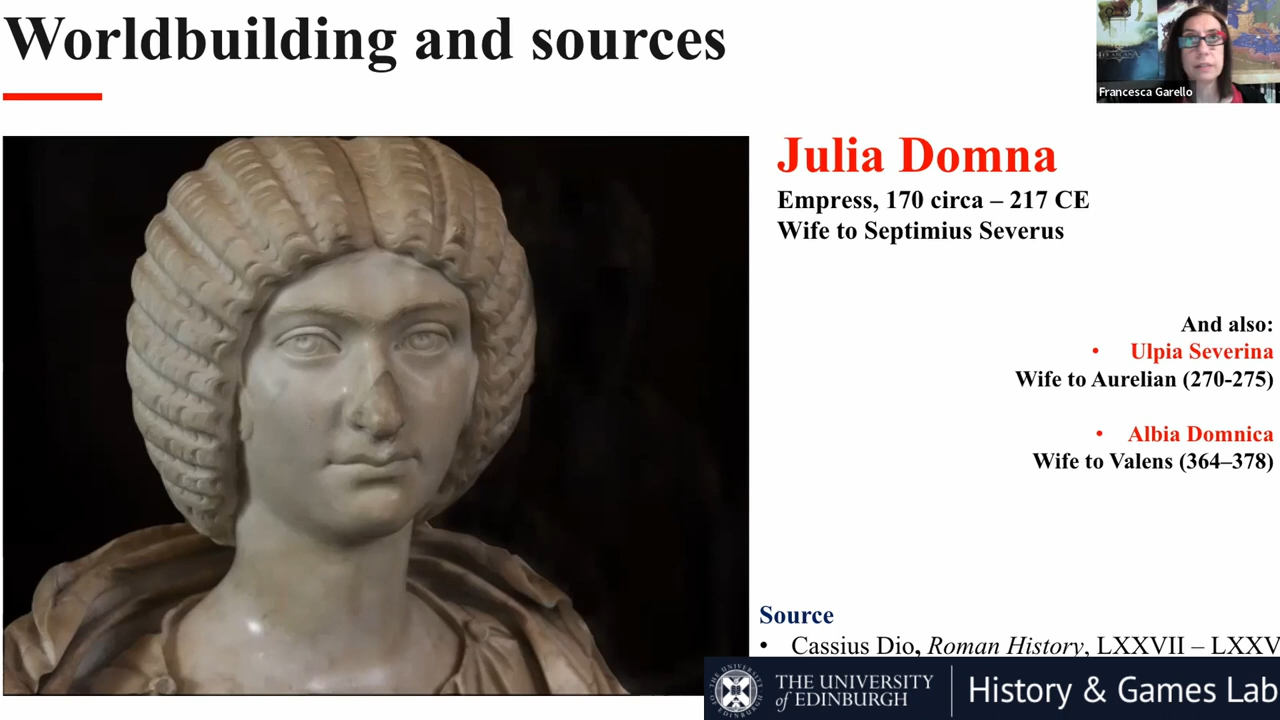 Worldbuilding and sources
Francesca Garello
Julia Domna
Empress, 170 circa – 217 CE
Wife to Septimius Severus
And also:
• Ulpia Severina
Wife to Aurelian (270-275)
• Albia Domnica
Wife to Valens (364–378)
Source
• Cassius Dio, Roman History, LXXVII – LXXV
THE UNIVERSITY
of EDINBURGH
History & Games Lab